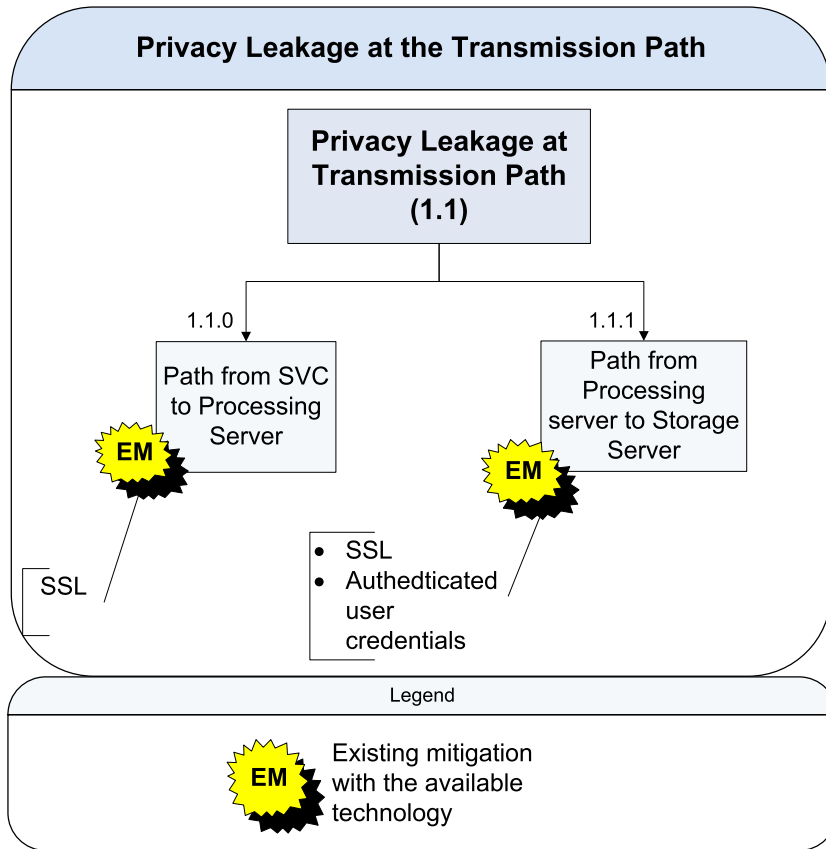 Privacy Leakage at the Transmission Path
Privacy Leakage at
Transmission Path
(1.1)
1.1.0
1.1.1
Path from SVC
to Processing
Server
Path from
Processing
server to Storage
Server
EM
EM
SSL
• SSL
• Authedticated
user
credentials
Legend
EM
Existing mitigation
with the available
technology